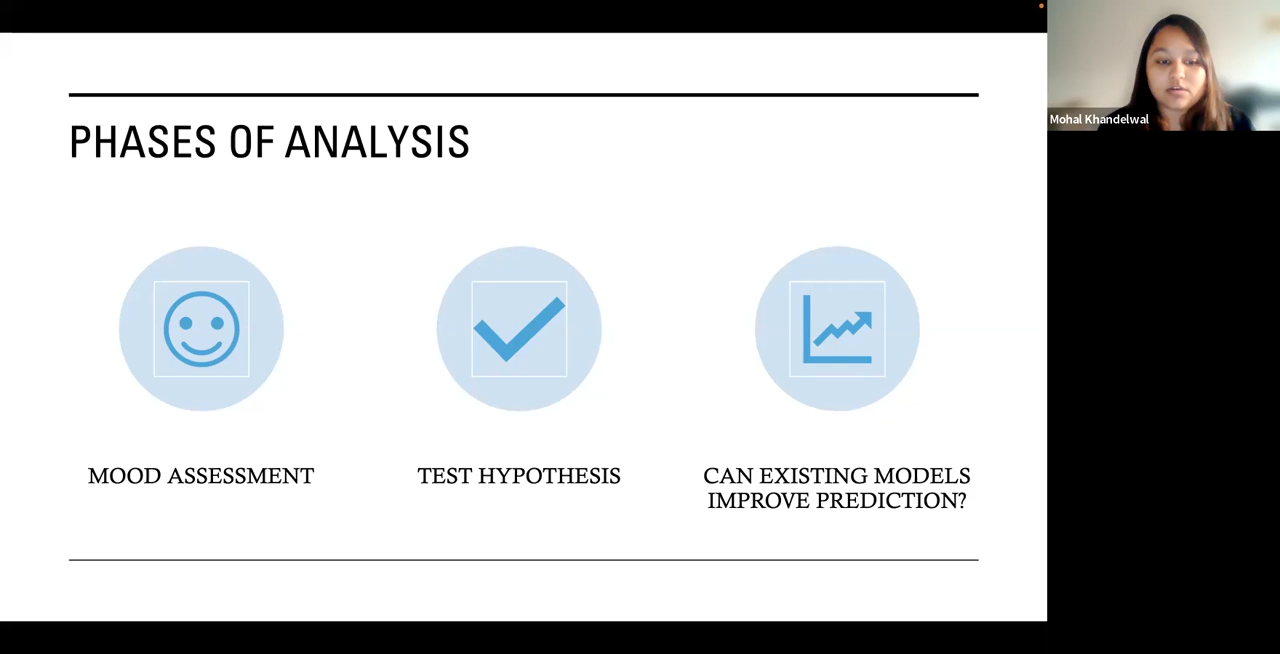 PHASES OF ANALYSIS
MOOD ASSESSMENT
TEST HYPOTHESIS
CAN EXISTING MODELS
IMPROVE PREDICTION?
Mohal Khandelwal